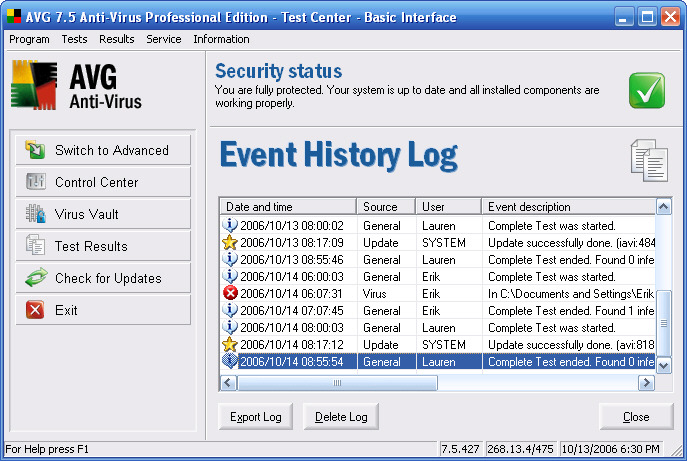 AVG 7.5 Anti-Virus Professional Edition - Test Center - Basic Interface
Program Tests Results Service Information
AVG
Anti-Virus
Switch to Advanced
Control Center
Virus Vault
Test Results
Check for Updates
Exit
Security status
You are fully protected. Your system is up to date and all installed components are
working properly.
Event History Log
Date and time Source User Event description
2006/10/13 08:00:02 General Lauren Complete Test was started.
2006/10/13 08:17:09 Update SYSTEM Update successfully done. (iavi:484
2006/10/13 08:55:46 General Lauren Complete Test ended. Found 0 infe
2006/10/14 06:00:03 General Erik Complete Test was started.
2006/10/14 06:07:31 Virus Erik In C:\Documents and Settings\Erik
2006/10/14 07:07:45 General Erik Complete Test ended. Found 1 infe
2006/10/14 08:00:03 General Lauren Complete Test was started.
2006/10/14 08:17:12 Update SYSTEM Update successfully done. (avi:818
2006/10/14 08:55:54 General Lauren Complete Test ended. Found 0 infe
Export Log Delete Log Close
For Help press F1 7.5.427 268.13.4/475 10/13/2006 6:30 PM